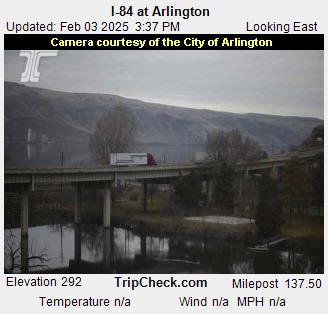 I-84 at Arlington
Updated: Feb 03 2025 3:37 PM Looking East
Camera courtesy of the City of Arlington
Elevation 292 TripCheck.com Milepost 137.50
Temperature n/a Wind n/a MPH n/a